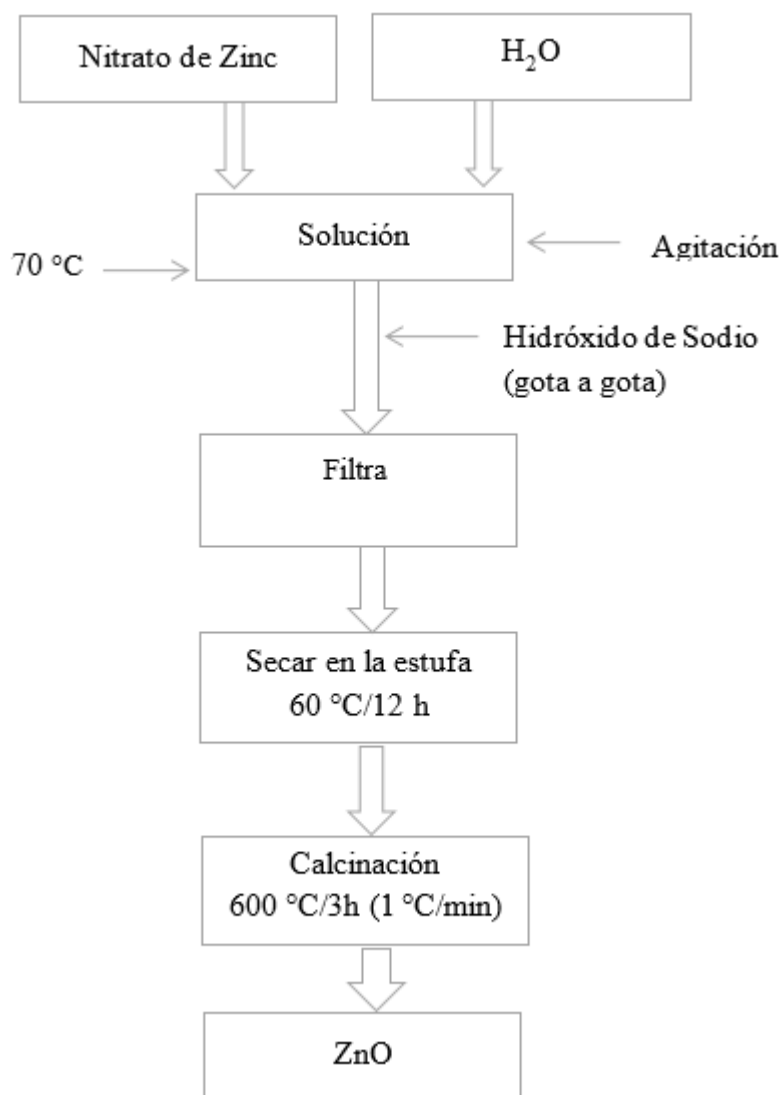 Nitrato de Zinc
H₂O
Solución
70 °C
Agitación
Hidróxido de Sodio
(gota a gota)
Filtra
Secar en la estufa
60 °C/12 h
Calcinación
600 °C/3h (1 °C/min)
ZnO